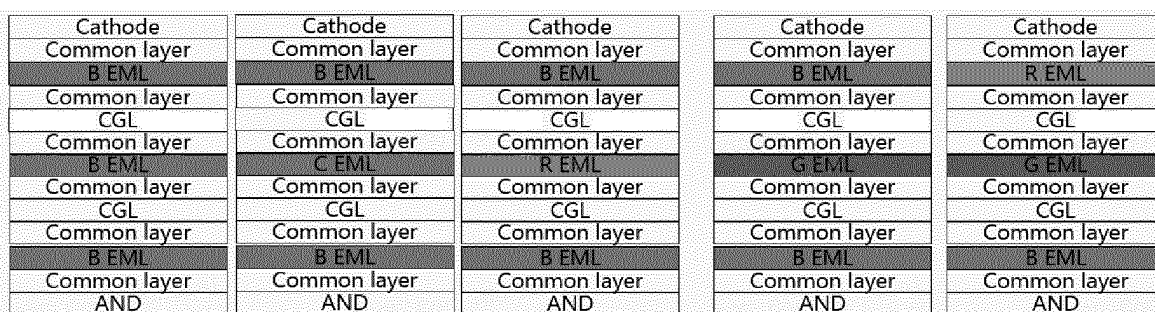 Cathode Cathode Cathode Cathode Cathode
Common layer Common layer Common layer Common layer Common layer
B EML B EML B EML B EML R EML
Common layer Common layer Common layer Common layer Common layer
CGL CGL CGL CGL CGL
Common layer Common layer Common layer Common layer Common layer
B EML C EML R EML G EML G EML
Common layer Common layer Common layer Common layer Common layer
CGL CGL CGL CGL CGL
Common layer Common layer Common layer Common layer Common layer
B EML B EML B EML B EML B EML
Common layer Common layer Common layer Common layer Common layer
AND AND AND AND AND